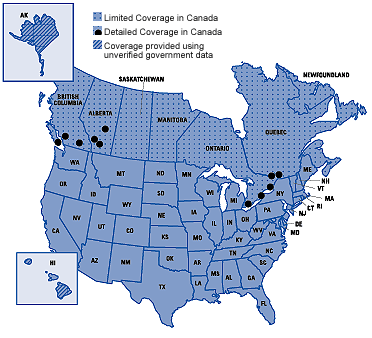 AK
Limited Coverage in Canada
Detailed Coverage in Canada
Coverage provided using
unverified government data
SASKATCHEWAN
NEWFOUNDLAND
BRITISH
COLUMBIA
ALBERTA
MANITOBA
QUEBEC
ONTARIO
WA
MT
ND
MN
ME
NH
VT
MA
RI
CT
NJ
DE
MD
OR
ID
SD
WI
MI
NY
WY
IA
PA
NV
NE
IL
IN
OH
UT
CO
WV
VA
CA
KS
MO
KY
NC
AZ
NM
OK
AR
TN
SC
MS
AL
GA
TX
LA
FL
HI